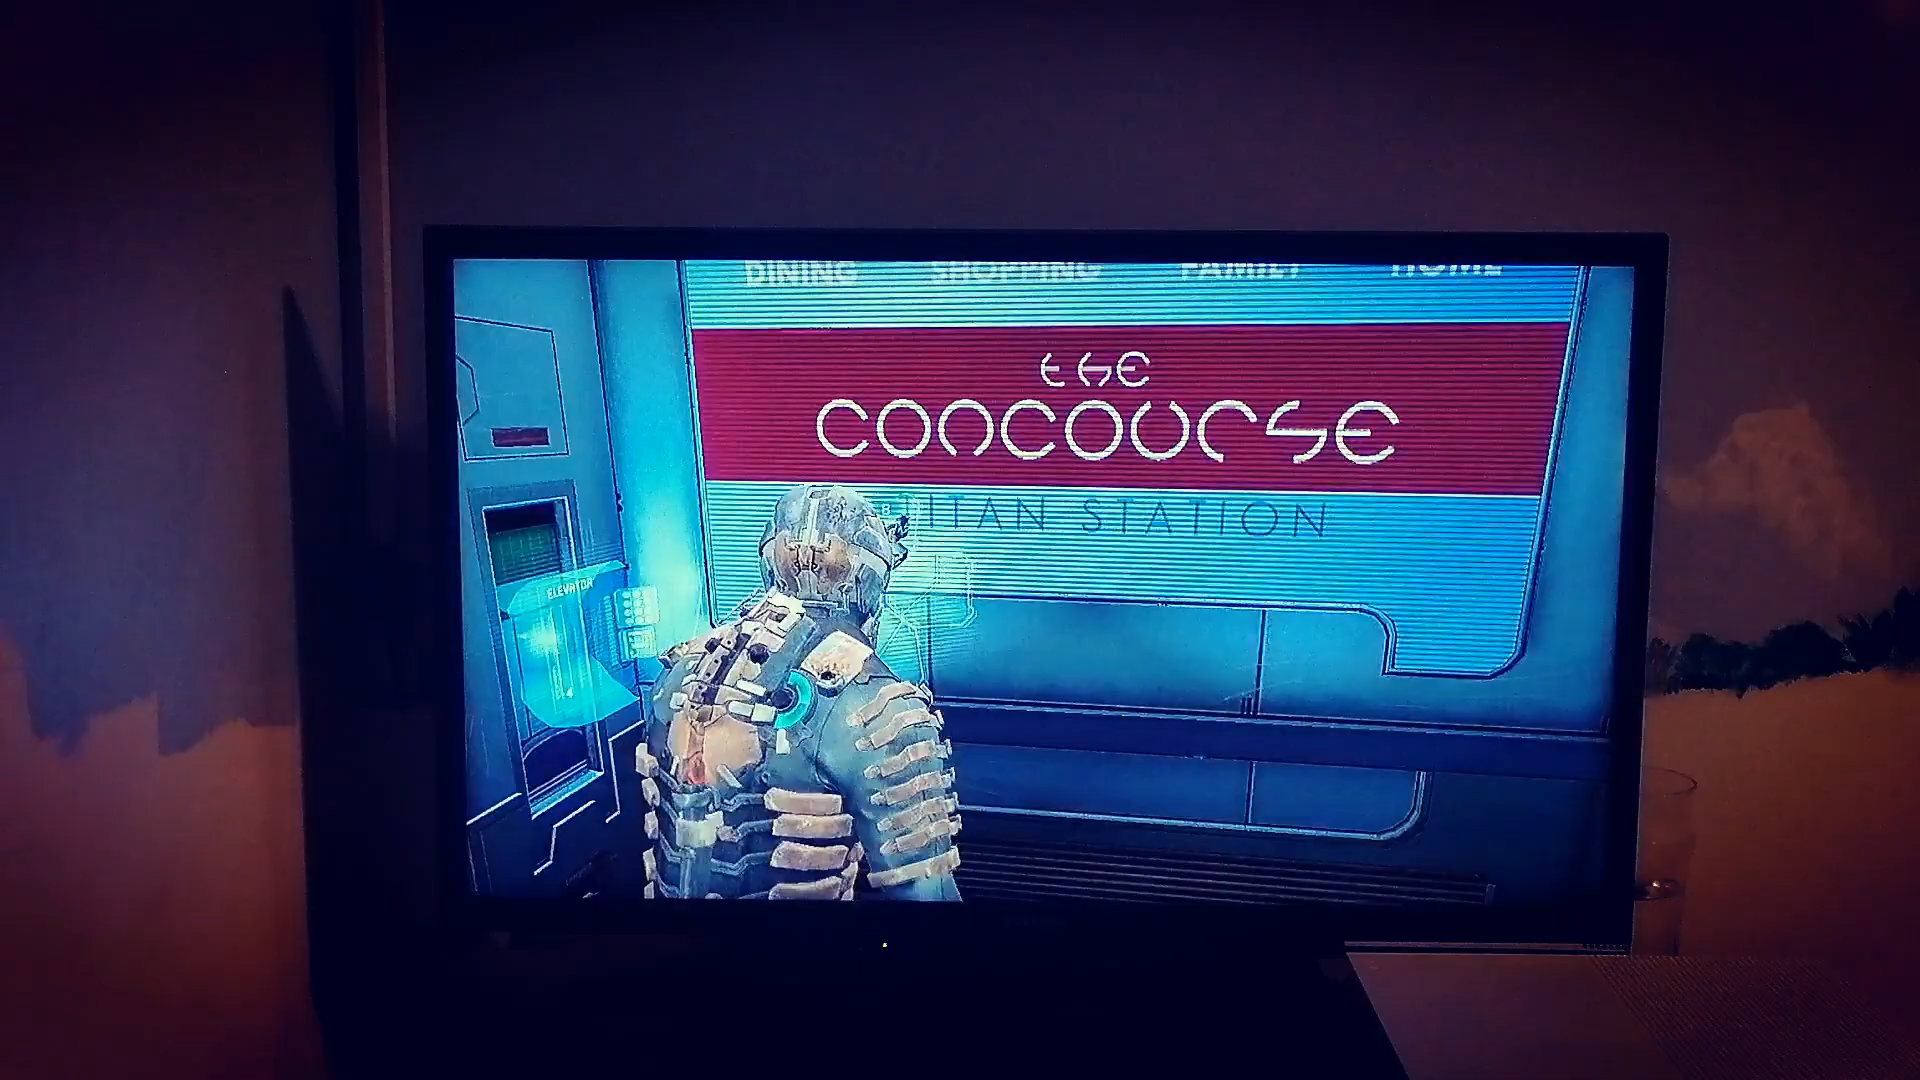 DINING SHOPPING FAMILY HOME
the
concourse
TITAN STATION
ELEVATOR